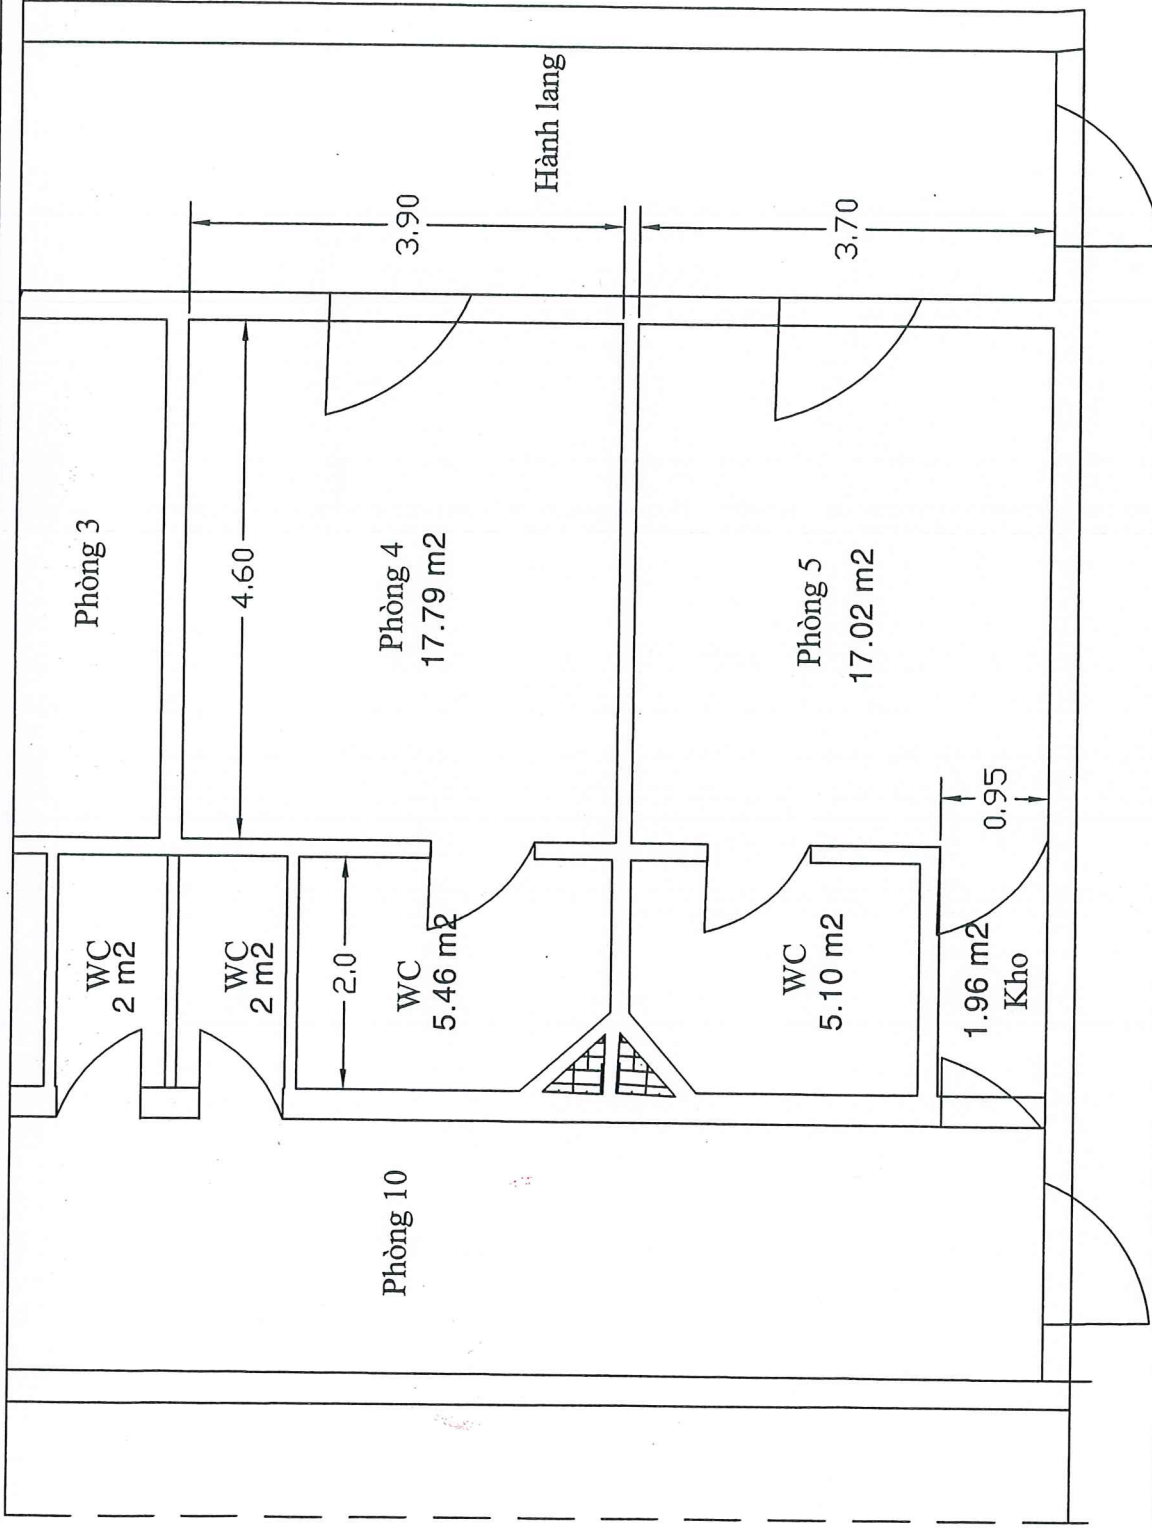 Phòng 3
WC
2 m2
WC
2 m2
4.60
2.0
Phòng 4
17.79 m2
3.90
Hành lang
WC
5.46 m2
Phòng 10
Phòng 5
17.02 m2
3.70
WC
5.10 m2
0.95
1.96 m2
Kho